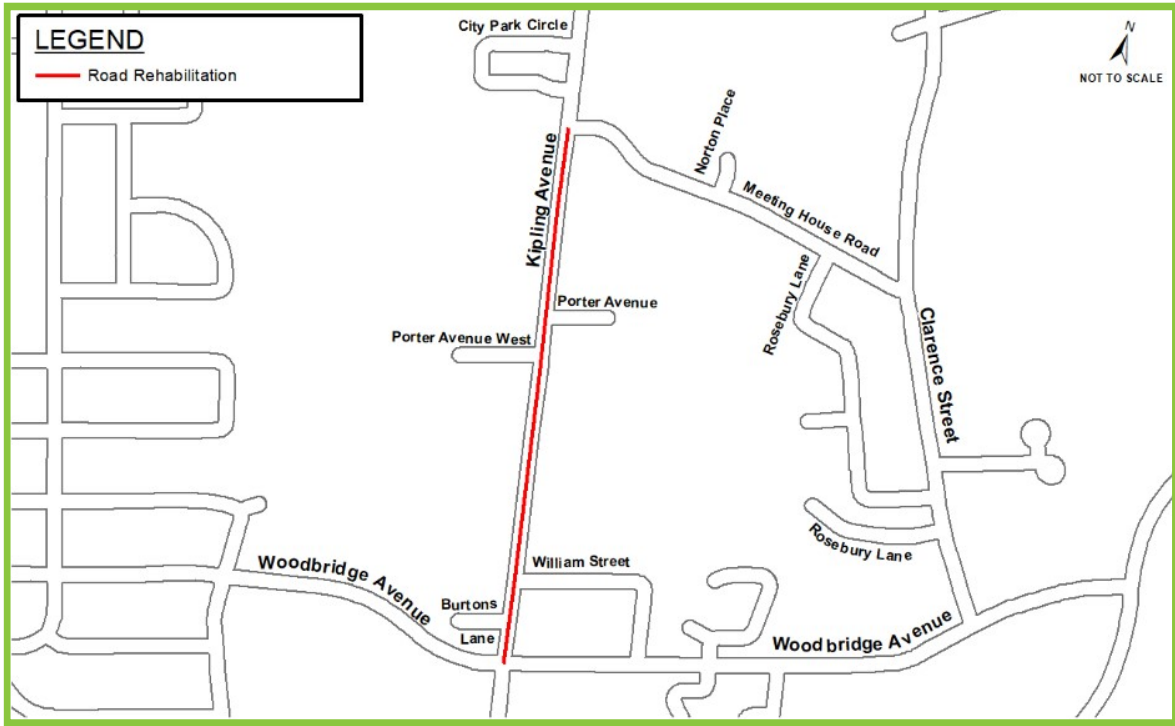 LEGEND
Road Rehabilitation
N
NOT TO SCALE
City Park Circle
Kipling Avenue
Norton Place
Meeting House Road
Rosebury Lane
Porter Avenue
Porter Avenue West
Clarence Street
Rosebury Lane
William Street
Woodbridge Avenue
Burtons
Lane
Woodbridge Avenue